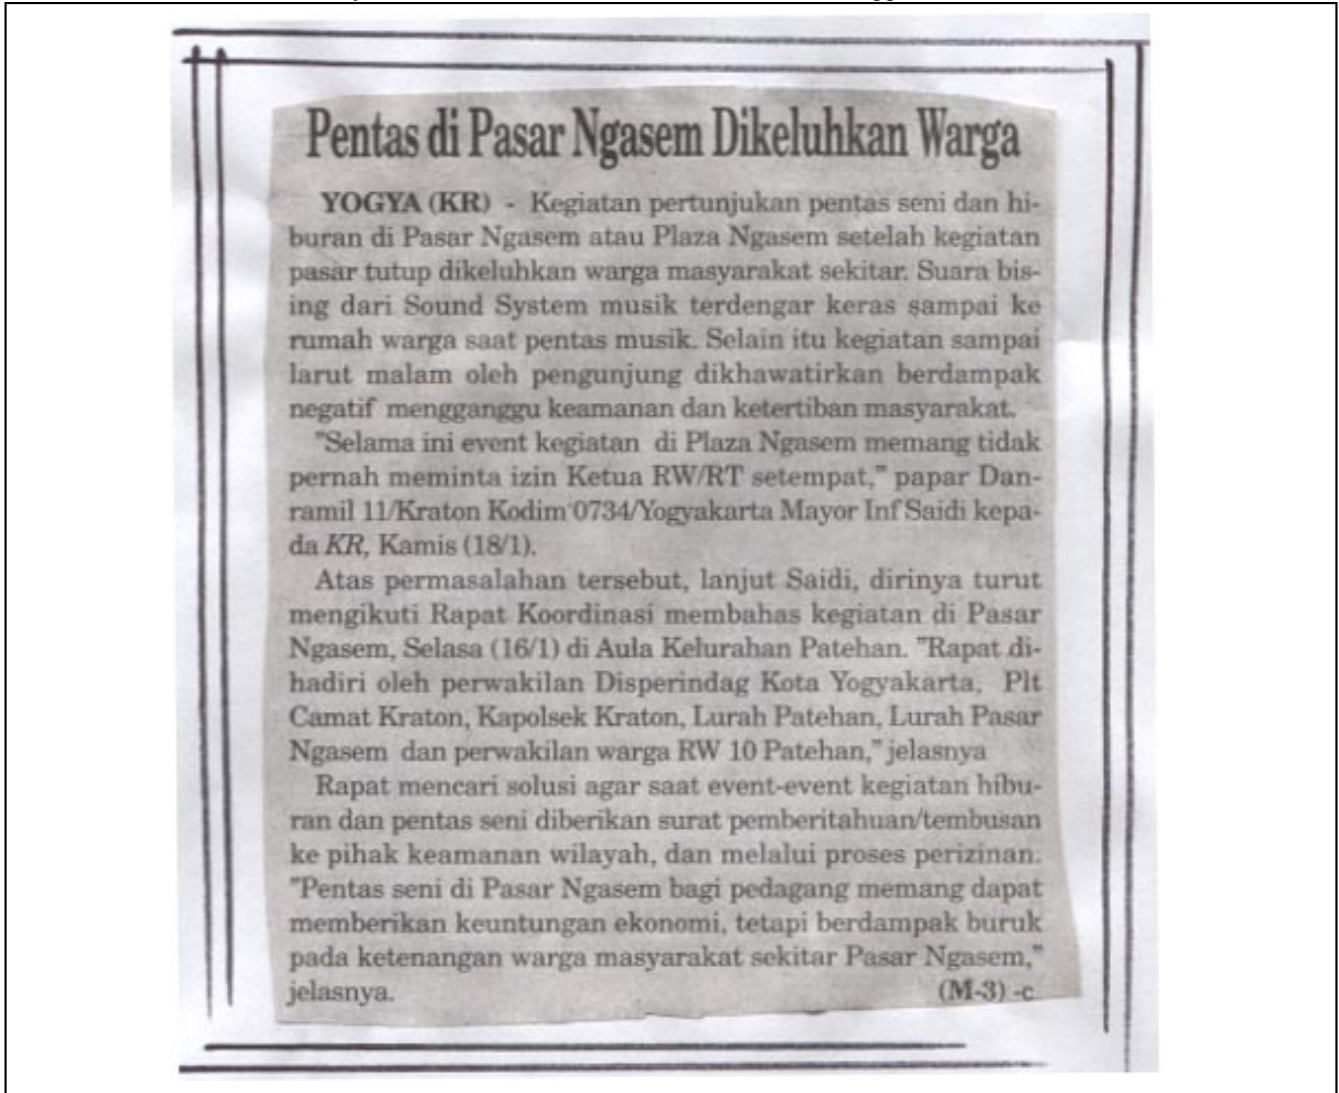 Pentas di Pasar Ngasem Dikeluhkan Warga
YOGYA (KR) - Kegiatan pertunjukan pentas seni dan hi-
buran di Pasar Ngasem atau Plaza Ngasem setelah kegiatan
pasar tutup dikeluhkan warga masyarakat sekitar. Suara bis-
ing dari Sound System musik terdengar keras sampai ke
rumah warga saat pentas musik. Selain itu kegiatan sampai
larut malam oleh pengunjung dikhawatirkan berdampak
negatif mengganggu keamanan dan ketertiban masyarakat.
"Selama ini event kegiatan di Plaza Ngasem memang tidak
pernah meminta izin Ketua RW/RT setempat," papar Dan-
ramil 11/Kraton Kodim 0734/Yogyakarta Mayor Inf Saidi kepa-
da KR, Kamis (18/1).
Atas permasalahan tersebut, lanjut Saidi, dirinya turut
mengikuti Rapat Koordinasi membahas kegiatan di Pasar
Ngasem, Selasa (16/1) di Aula Kelurahan Patehan. "Rapat di-
hadiri oleh perwakilan Disperindag Kota Yogyakarta, Plt
Camat Kraton, Kapolsek Kraton, Lurah Patehan, Lurah Pasar
Ngasem dan perwakilan warga RW 10 Patehan," jelasnya
Rapat mencari solusi agar saat event-event kegiatan hibu-
ran dan pentas seni diberikan surat pemberitahuan/tembusan
ke pihak keamanan wilayah, dan melalui proses perizinan.
"Pentas seni di Pasar Ngasem bagi pedagang memang dapat
memberikan keuntungan ekonomi, tetapi berdampak buruk
pada ketenangan warga masyarakat sekitar Pasar Ngasem,"
jelasnya. (M-3) -c